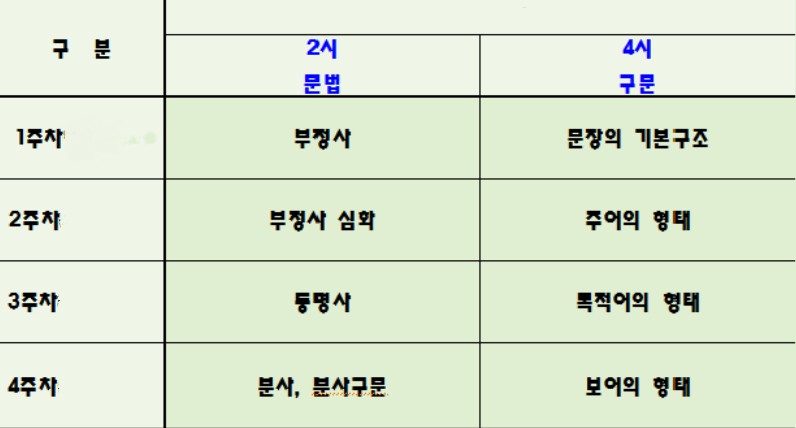 구 분
2시
4시
문법
구문
1주차
부정사
문장의 기본구조
2주차
부정사 심화
주어의 형태
3주차
동명사
목적어의 형태
4주차
분사, 분사구문
보어의 형태